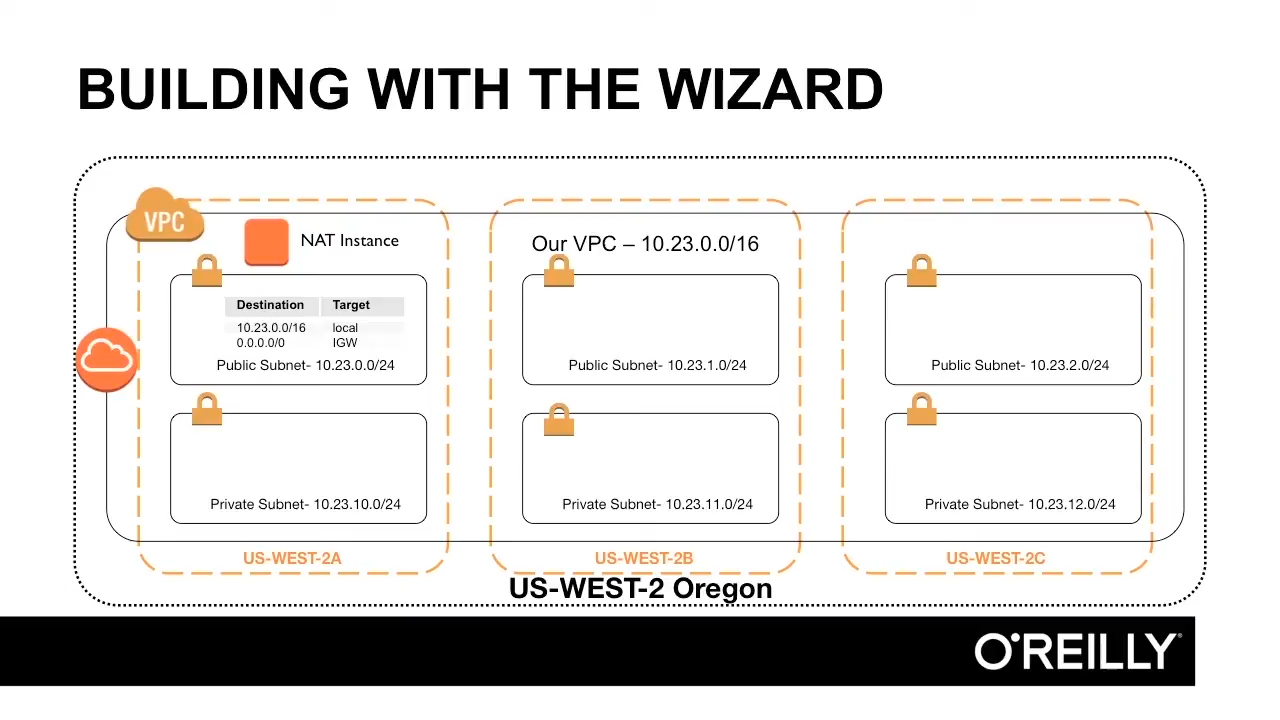 BUILDING WITH THE WIZARD
VPC
NAT Instance
Our VPC – 10.23.0.0/16
Destination Target
10.23.0.0/16 local
0.0.0.0/0 IGW
Public Subnet- 10.23.0.0/24
Public Subnet- 10.23.1.0/24
Public Subnet- 10.23.2.0/24
Private Subnet- 10.23.10.0/24
Private Subnet- 10.23.11.0/24
Private Subnet- 10.23.12.0/24
US-WEST-2A
US-WEST-2B
US-WEST-2C
US-WEST-2 Oregon
O'REILLY®